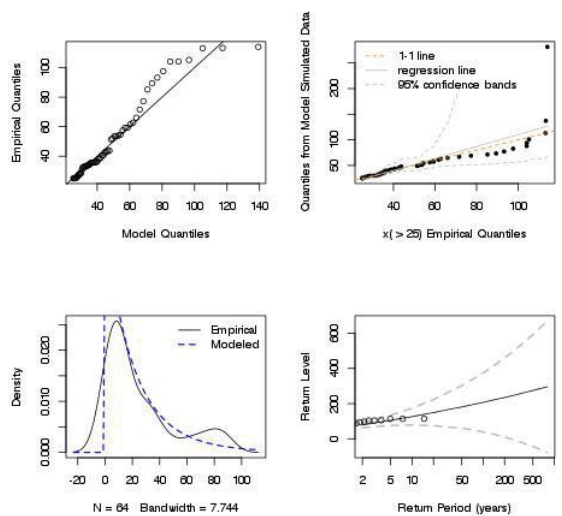 Empirical Quantiles
100
80
60
40
40 60 80 100 120 140
Model Quantiles
Quantiles from Model Simulated Data
200
100
50
1-1 line
regression line
95% confidence bands
40 60 80 100
x( > 25) Empirical Quantiles
Density
0.020
0.010
0.000
Empirical
Modeled
-20 0 20 40 60 80 100
N = 64 Bandwidth = 7.744
Return Level
600
400
200
0
2 5 10 50 200 500
Return Period (years)